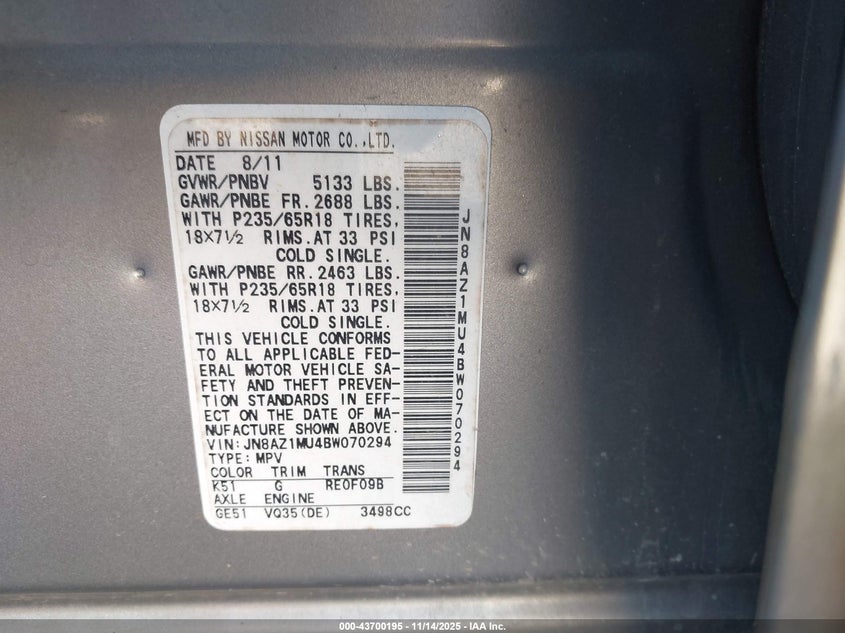 MFD BY NISSAN MOTOR CO.,LTD.
DATE 8/11
GVWR/PNBV 5133 LBS.
GAWR/PNBE FR.2688 LBS.
WITH P235/65R18 TIRES,
18×7½ RIMS.AT 33 PSI
COLD SINGLE.
GAWR/PNBE RR.2463 LBS.
WITH P235/65R18 TIRES,
18×7½ RIMS.AT 33 PSI
COLD SINGLE.
THIS VEHICLE CONFORMS
TO ALL APPLICABLE FED-
ERAL MOTOR VEHICLE SA-
FETY AND THEFT PREVEN-
TION STANDARDS IN EFF-
ECT ON THE DATE OF MA-
NUFACTURE SHOWN ABOVE.
VIN:JN8AZ1MU4BW070294
TYPE:MPV
COLOR TRIM TRANS
K51 G RE0F09B
AXLE ENGINE
GE51 VQ35(DE) 3498CC
JN8AZ1MU4BW070294
000-43700195 - 11/14/2025 - IAA Inc.